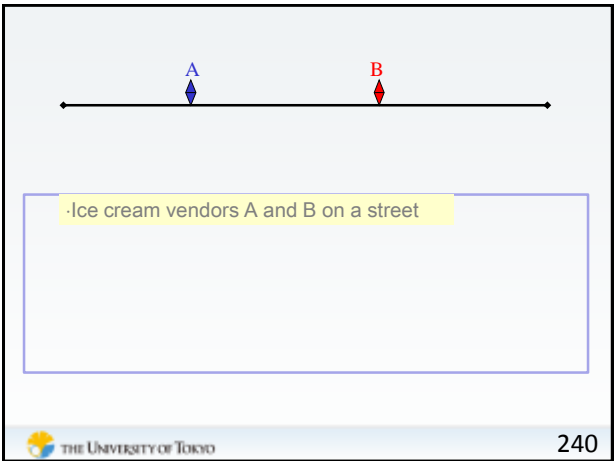 A B
·Ice cream vendors A and B on a street
THE UNIVERSITY OF TOKYO 240